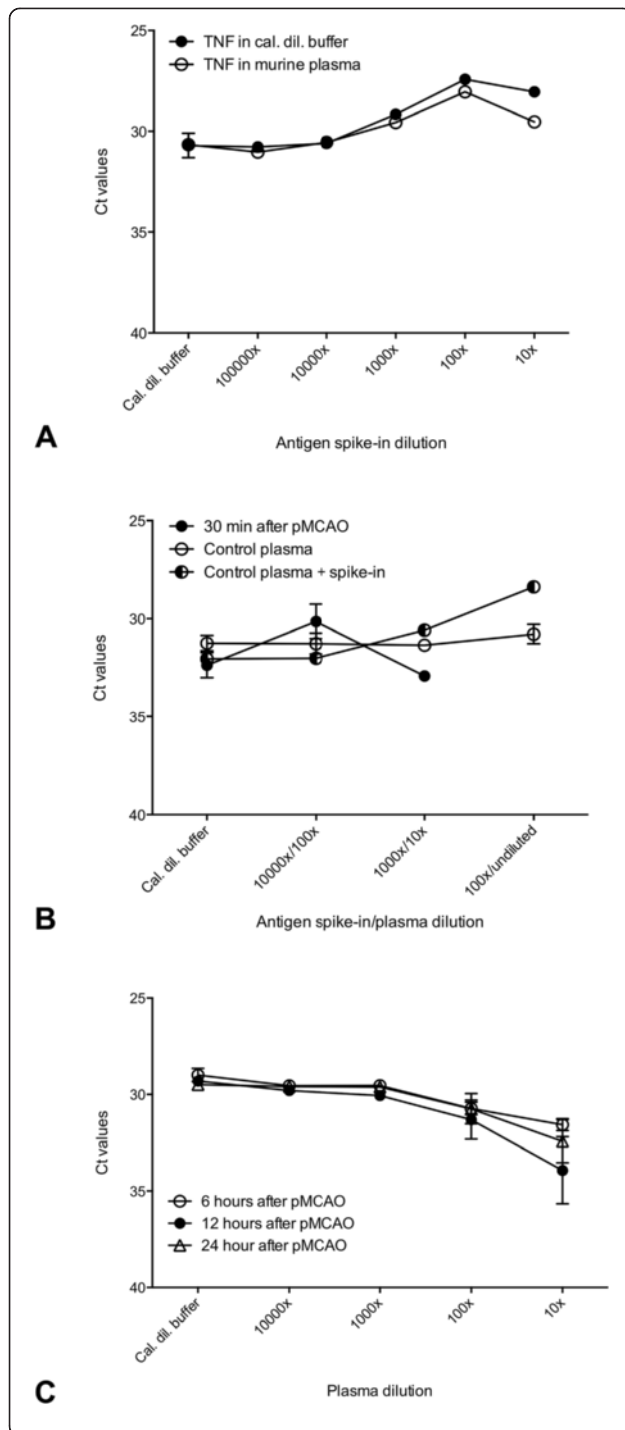 TNF in cal. dil. buffer
TNF in murine plasma
30
35
40
Ct values
Cal. dil. buffer
100000x
10000x
1000x
100x
10x
Antigen spike-in dilution
A
25
30 min after pMCAO
Control plasma
Control plasma + spike-in
30
35
40
Ct values
Cal. dil. buffer
10000x/100x
1000x/10x
100x/undiluted
Antigen spike-in/plasma dilution
B
25
30
35
40
Ct values
6 hours after pMCAO
12 hours after pMCAO
24 hour after pMCAO
Cal. dil. buffer
10000x
1000x
100x
10x
Plasma dilution
C